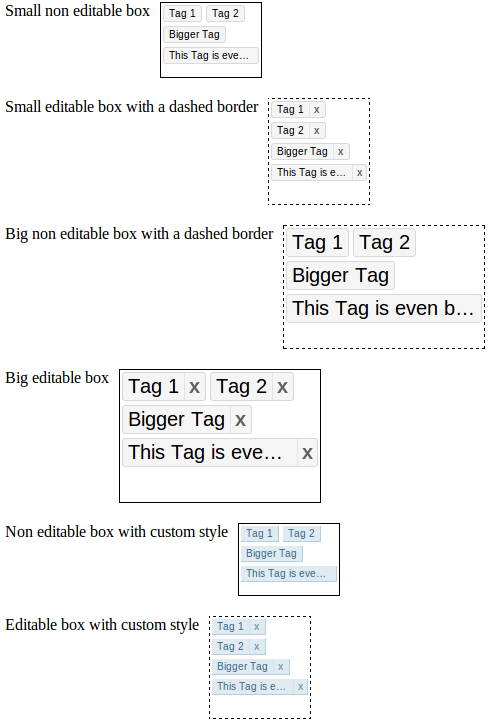 Small non editable box
Tag 1 Tag 2
Bigger Tag
This Tag is eve…
Small editable box with a dashed border
Tag 1 x
Tag 2 x
Bigger Tag x
This Tag is e… x
Big non editable box with a dashed border
Tag 1 Tag 2
Bigger Tag
This Tag is even b…
Big editable box
Tag 1 x Tag 2 x
Bigger Tag x
This Tag is eve… x
Non editable box with custom style
Tag 1 Tag 2
Bigger Tag
This Tag is eve…
Editable box with custom style
Tag 1 x
Tag 2 x
Bigger Tag x
This Tag is e… x